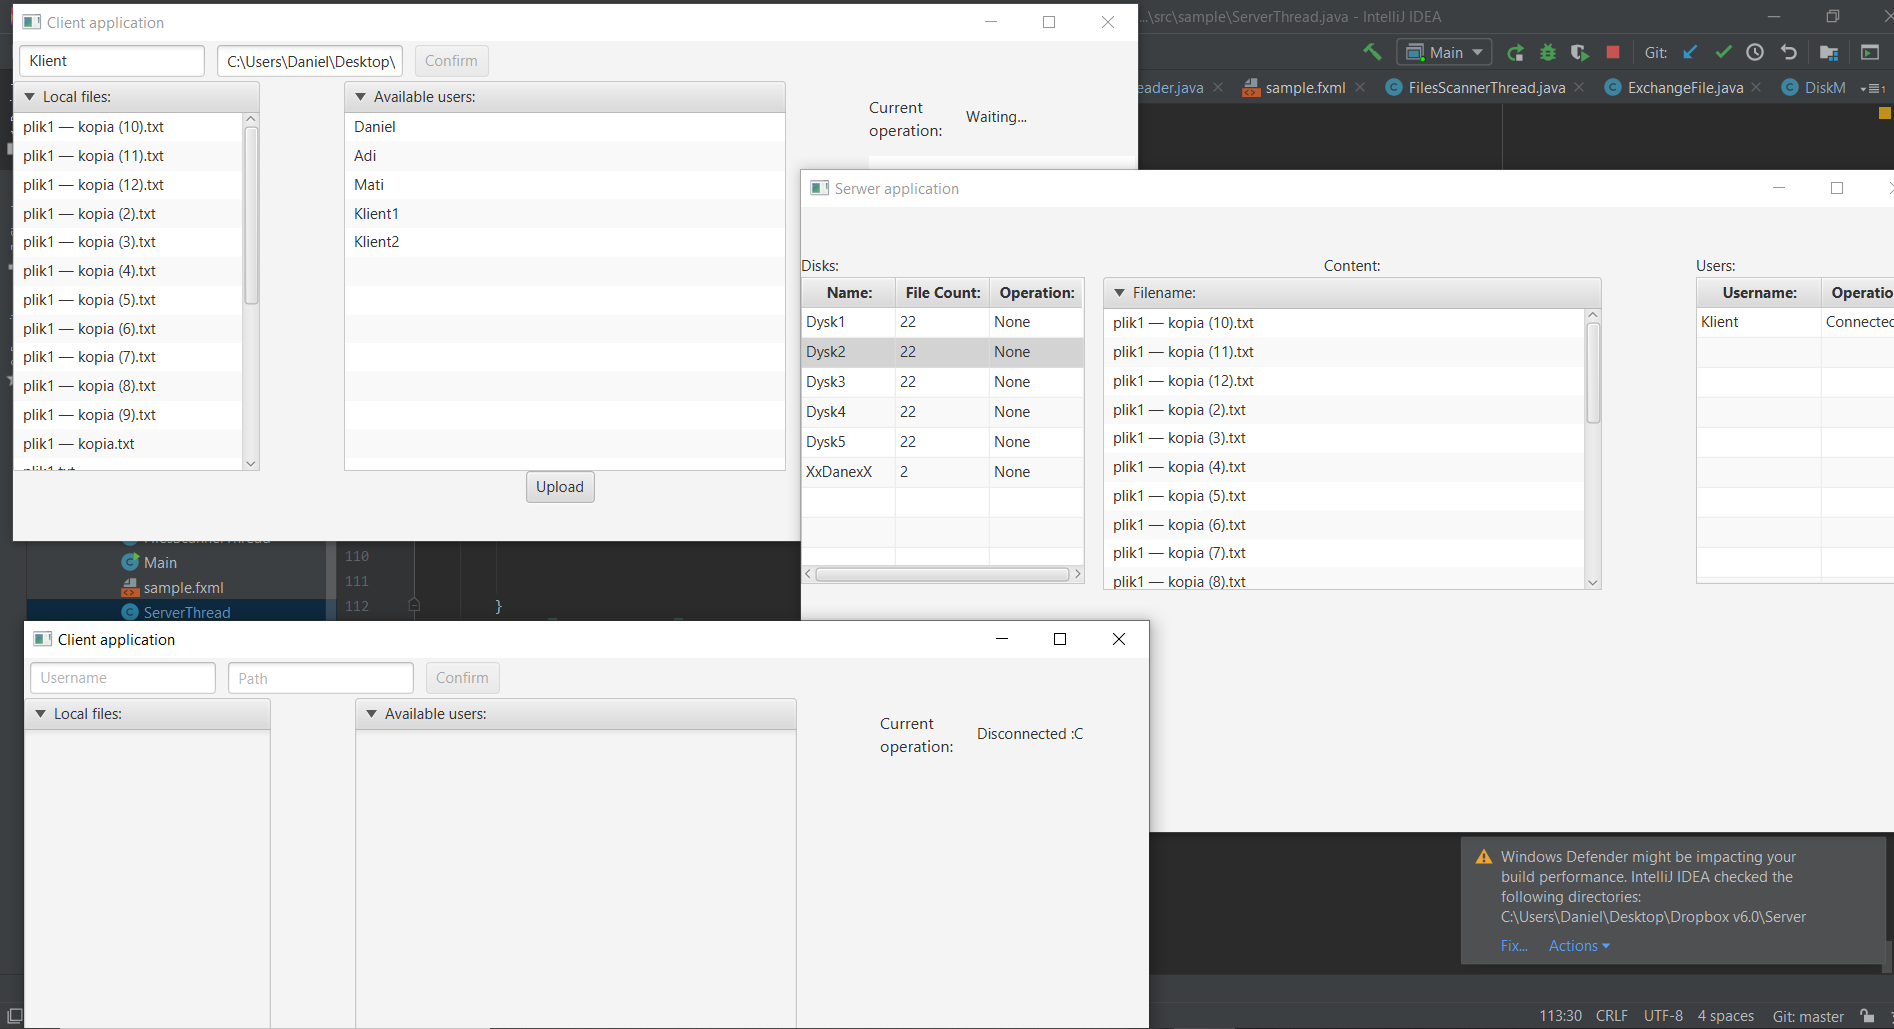 Client application
Klient
C:\Users\Daniel\Desktop\
Confirm
Local files:
plik1 — kopia (10).txt
plik1 — kopia (11).txt
plik1 — kopia (12).txt
plik1 — kopia (2).txt
plik1 — kopia (3).txt
plik1 — kopia (4).txt
plik1 — kopia (5).txt
plik1 — kopia (6).txt
plik1 — kopia (7).txt
plik1 — kopia (8).txt
plik1 — kopia (9).txt
plik1 — kopia.txt
plik1.txt
Available users:
Daniel
Adi
Mati
Klient1
Klient2
Upload
Current
operation:
Waiting...
...\src\sample\ServerThread.java - IntelliJ IDEA
Main
Git:
eader.java
sample.fxml
FilesScannerThread.java
ExchangeFile.java
DiskM
1
Serwer application
Disks:
Name: File Count: Operation:
Dysk1 22 None
Dysk2 22 None
Dysk3 22 None
Dysk4 22 None
Dysk5 22 None
XxDanexX 2 None
Content:
Filename:
plik1 — kopia (10).txt
plik1 — kopia (11).txt
plik1 — kopia (12).txt
plik1 — kopia (2).txt
plik1 — kopia (3).txt
plik1 — kopia (4).txt
plik1 — kopia (5).txt
plik1 — kopia (6).txt
plik1 — kopia (7).txt
plik1 — kopia (8).txt
Users:
Username: Operatio
Klient Connected
FilesScannerThread
Main
sample.fxml
ServerThread
110
111
112 }
Client application
Username
Path
Confirm
Local files:
Available users:
Current
operation:
Disconnected :C
Windows Defender might be impacting your
build performance. IntelliJ IDEA checked the
following directories:
C:\Users\Daniel\Desktop\Dropbox v6.0\Server
Fix... Actions
113:30 CRLF UTF-8 4 spaces Git: master